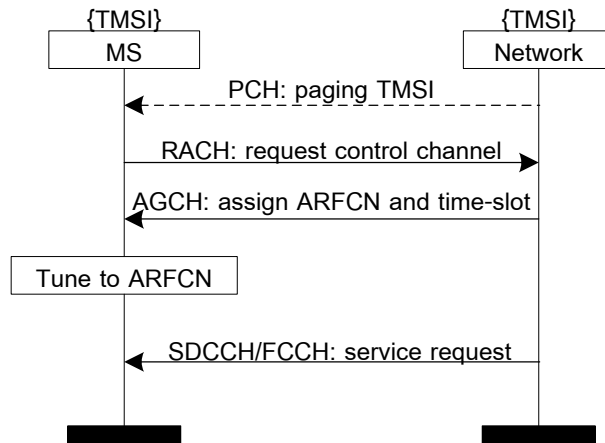 {TMSI} {TMSI}
MS Network
PCH: paging TMSI
RACH: request control channel
AGCH: assign ARFCN and time-slot
Tune to ARFCN
SDCCH/FCCH: service request